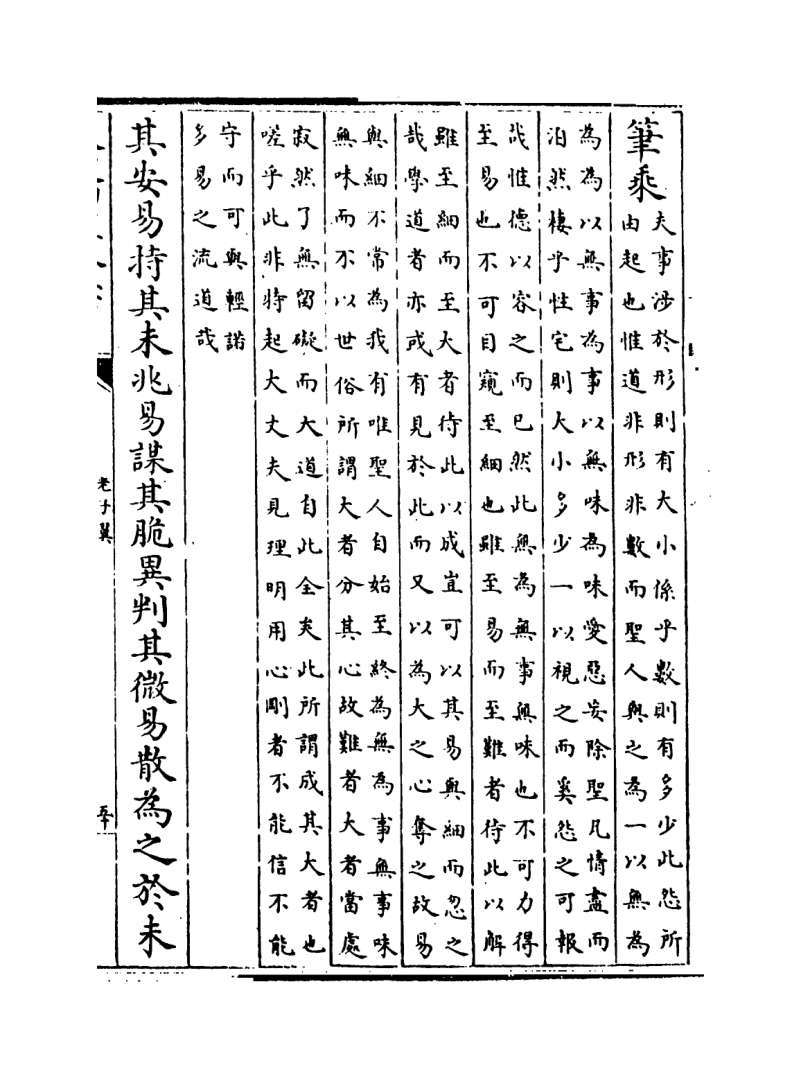 筆乘
夫事涉於形則有大小係乎數則有多少此怨所
由起也惟道非形非數而聖人與之為一以無為
為為以無事為事以無味為味愛惡妄除聖凡情盡而
泊然棲乎性宅則大小多少一以視之而奚怨之可報
哉惟德以容之而已然此無為無事無味也不可力得
至易也不可目窺至細也雖至易而至難者待此以解
雖至細而至大者待此以成豈可以其易與細而忽之
哉學道者亦或有見於此而又以為大之心奪之故易
與細不常為我有唯聖人自始至終為無為事無事味
無味而不以世俗所謂大者分其心故難者大者當處
寂然了無留礙而大道自此全矣此所謂成其大者也
嗟乎此非特起大丈夫見理明用心剛者不能信不能
守而可與輕諾
多易之流道哉
其安易持其未兆易謀其脆異判其微易散為之於未
老子翼
五十